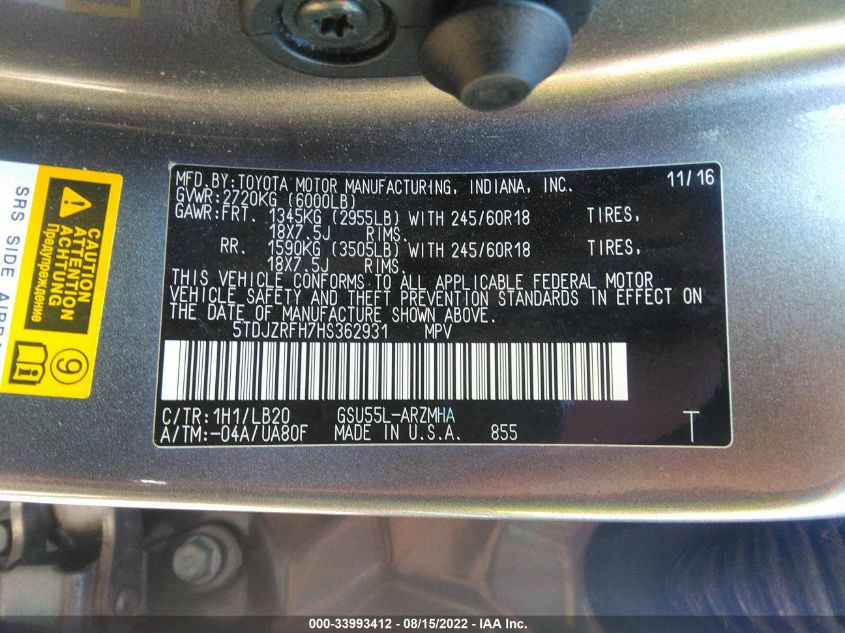 MFD.BY:TOYOTA MOTOR MANUFACTURING, INDIANA, INC. 11/16
GVWR:2720KG (6000LB)
GAWR:FRT. 1345KG (2955LB) WITH 245/60R18 TIRES,
18X7.5J RIMS.
RR. 1590KG (3505LB) WITH 245/60R18 TIRES,
18X7.5J RIMS.
THIS VEHICLE CONFORMS TO ALL APPLICABLE FEDERAL MOTOR
VEHICLE SAFETY AND THEFT PREVENTION STANDARDS IN EFFECT ON
THE DATE OF MANUFACTURE SHOWN ABOVE.
5TDJZRFH7HS362931 MPV
C/TR:1H1/LB20 GSU55L-ARZMHA
A/TM:-04A/UA80F MADE IN U.S.A. 855 T
SRS SIDE AIRBA
CAUTION
ATTENTION
ACHTUNG
Предупреждение
9
000-33993412 - 08/15/2022 - IAA Inc.